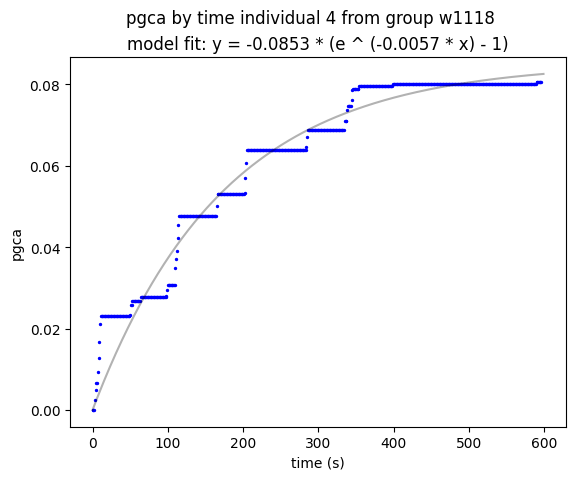 pgca by time individual 4 from group w1118
model fit: y = -0.0853 * (e ^ (-0.0057 * x) - 1)
0.08
0.06
pgca
0.04
0.02
0.00
0 100 200 300 400 500 600
time (s)